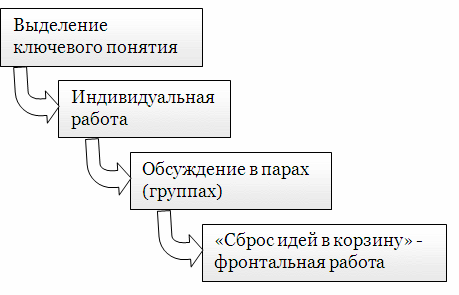 Выделение
ключевого понятия
Индивидуальная
работа
Обсуждение в парах
(группах)
«Сброс идей в корзину» -
фронтальная работа